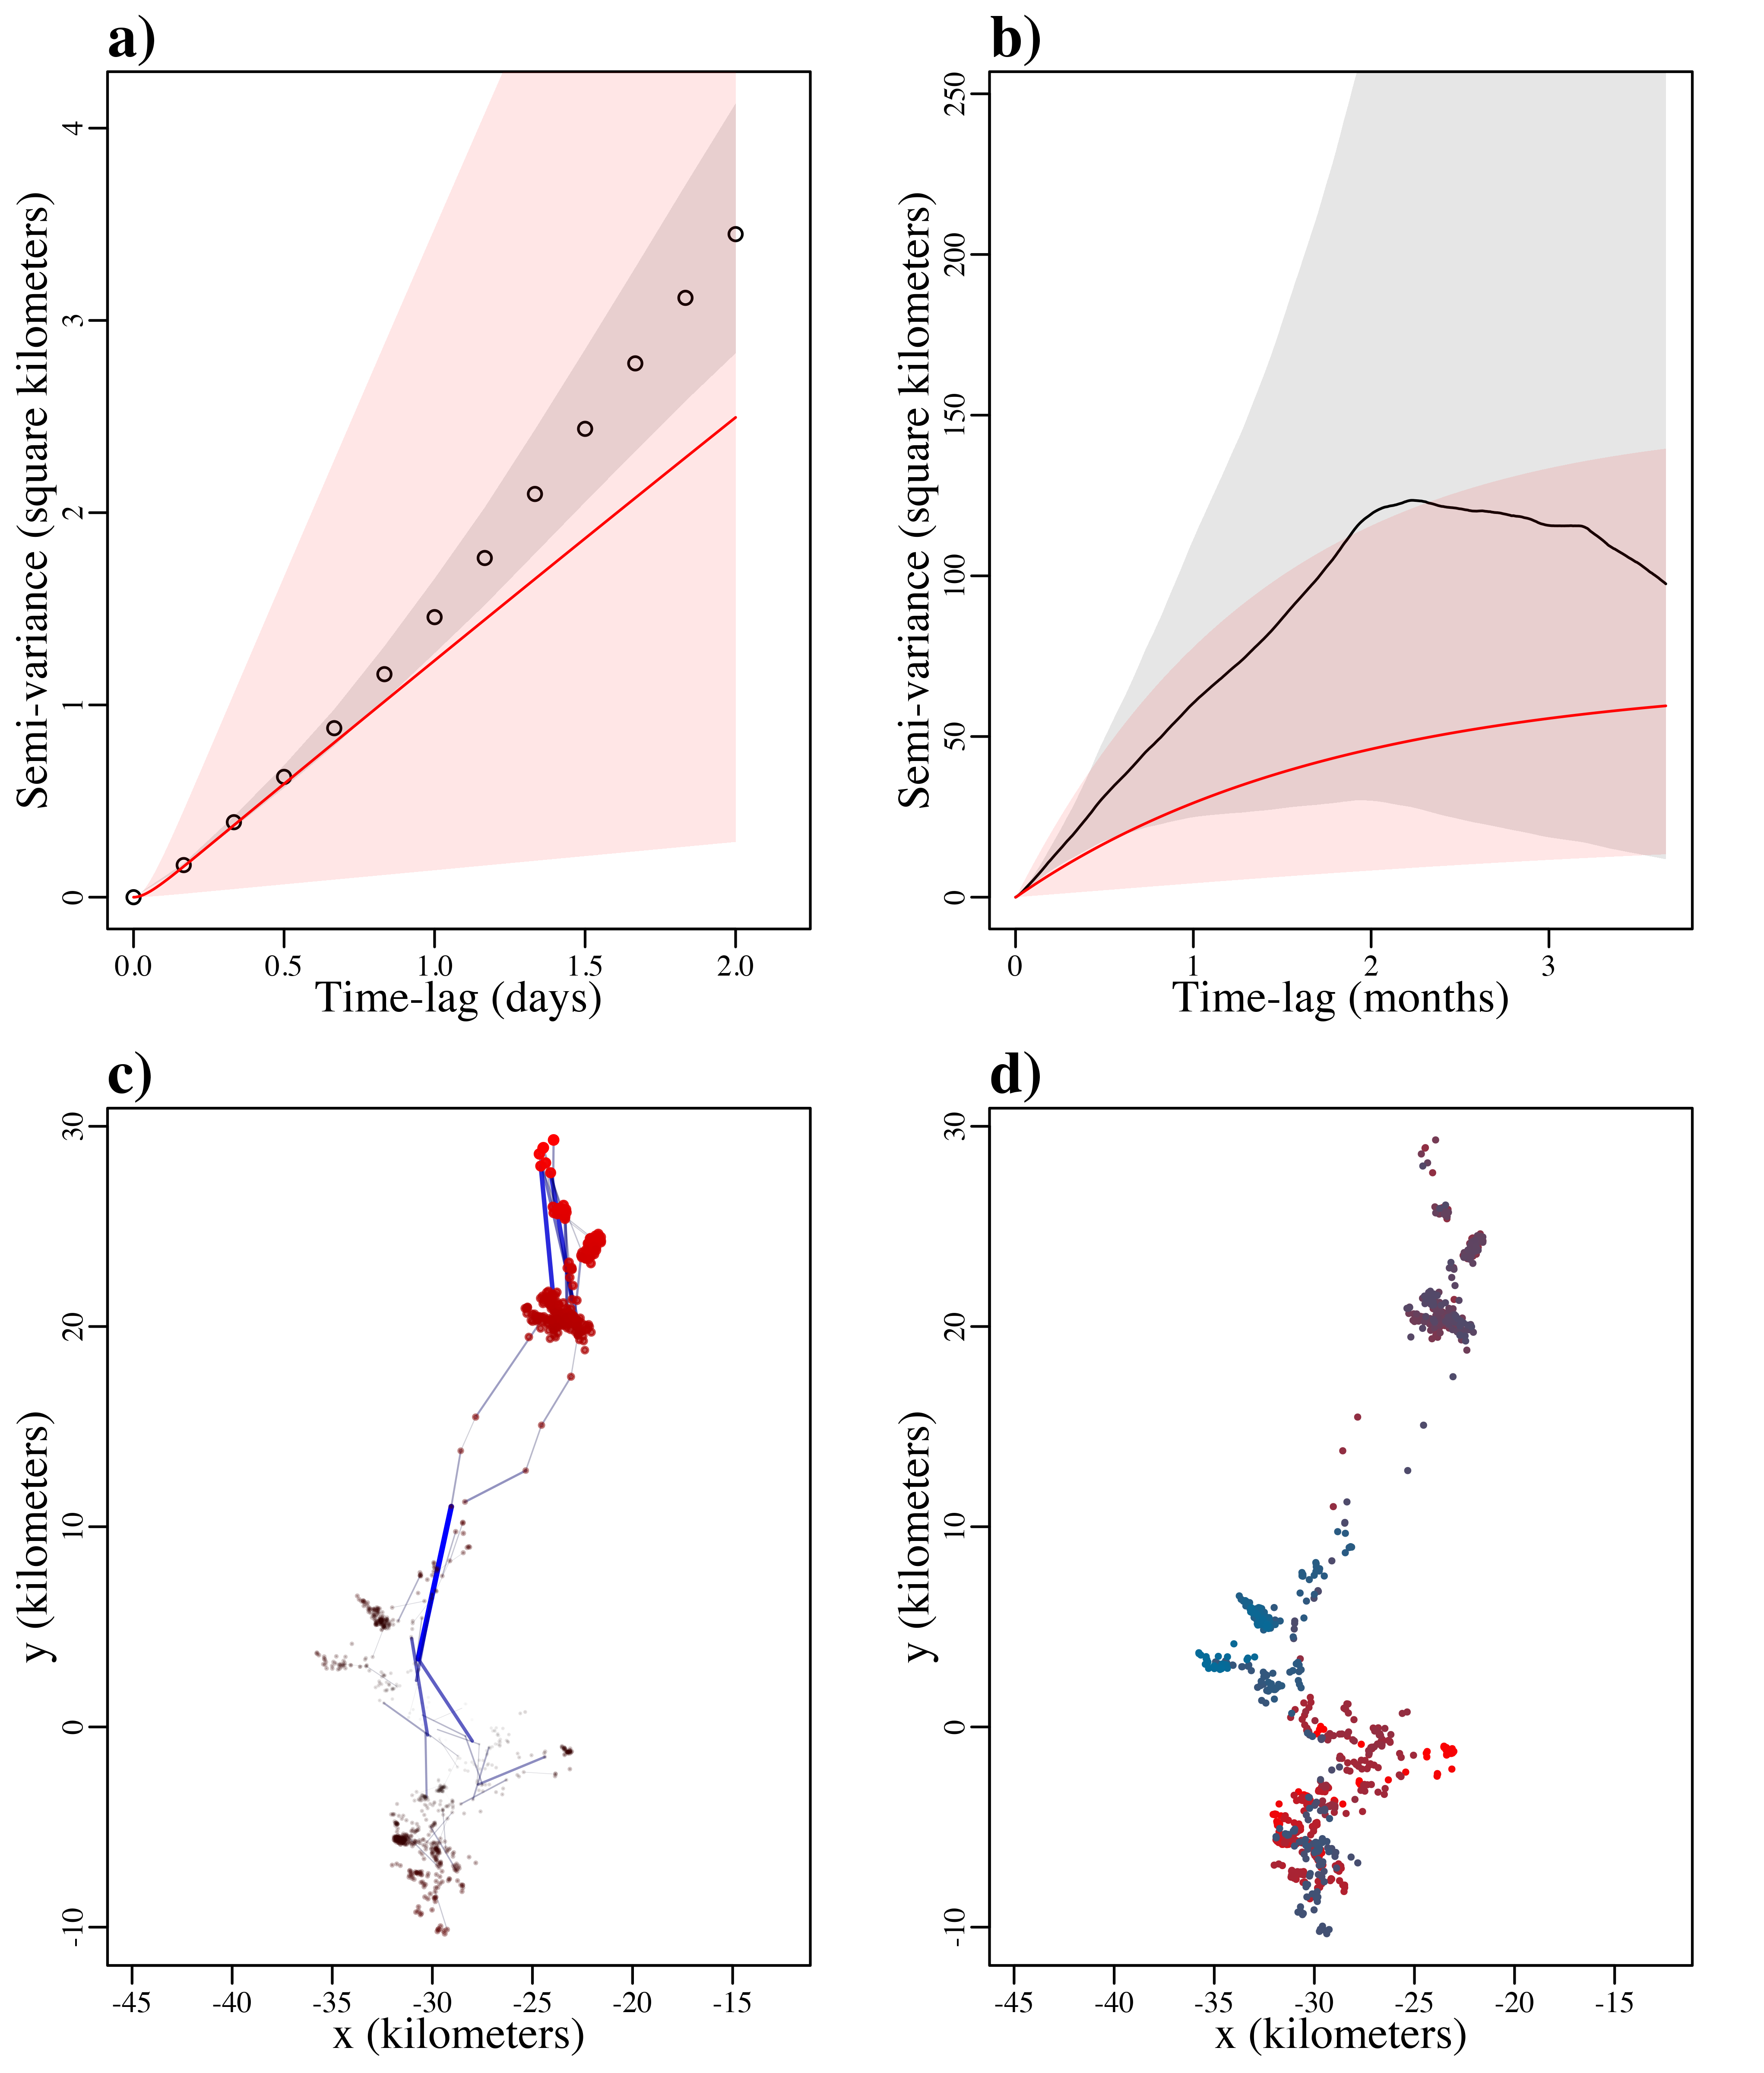 a)
Semi-variance (square kilometers)
4
3
2
1
0
0.0 0.5 1.0 1.5 2.0
Time-lag (days)
b)
Semi-variance (square kilometers)
250
200
150
100
50
0
0 1 2 3
Time-lag (months)
c)
y (kilometers)
30
20
10
0
-10
-45 -40 -35 -30 -25 -20 -15
x (kilometers)
d)
y (kilometers)
30
20
10
0
-10
-45 -40 -35 -30 -25 -20 -15
x (kilometers)